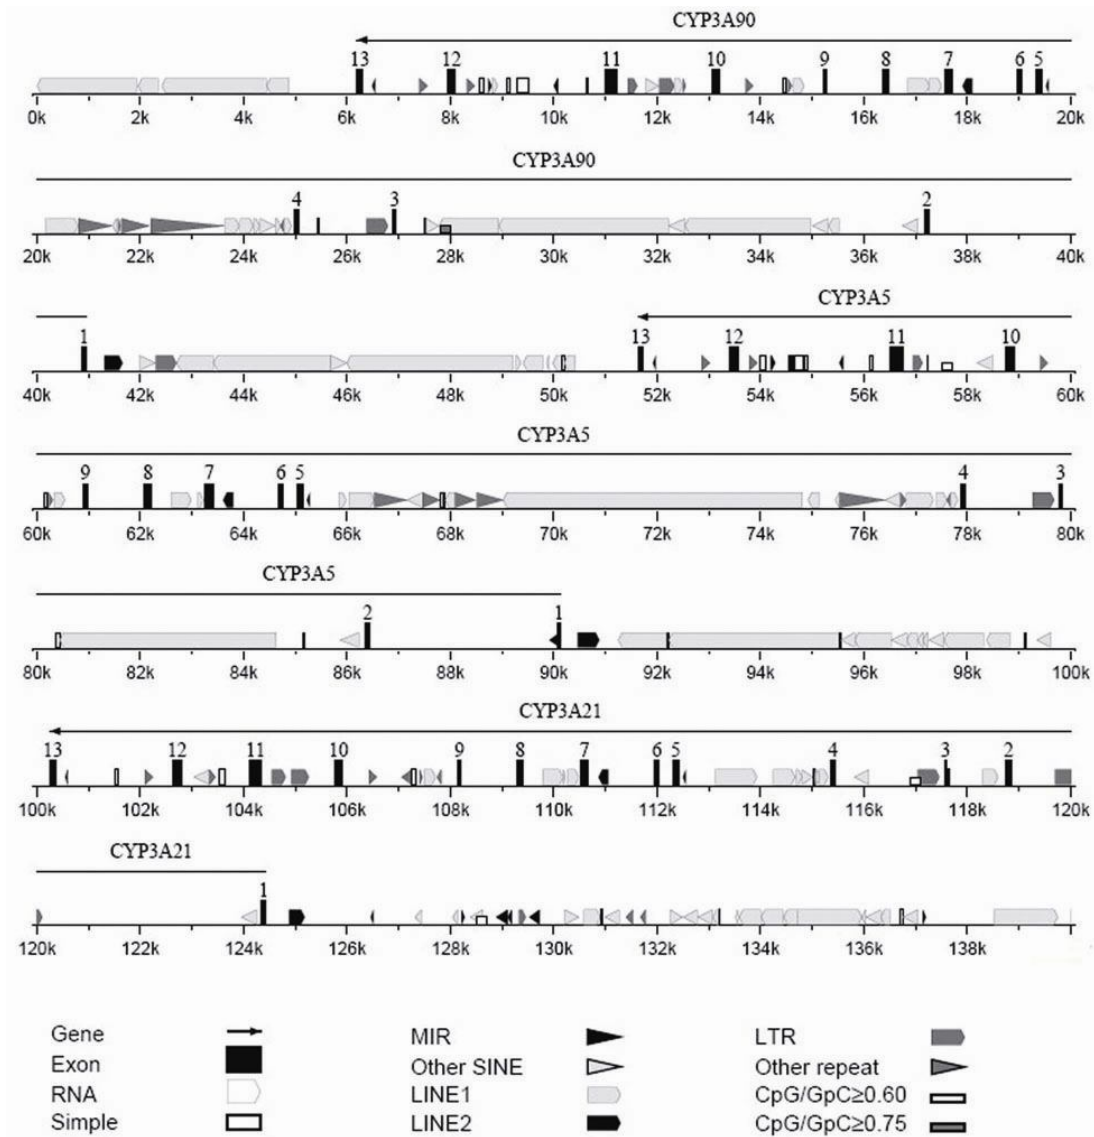 CYP3A90
13 12 11 10 9 8 7 6 5
0k 2k 4k 6k 8k 10k 12k 14k 16k 18k 20k
CYP3A90
4 3 2
20k 22k 24k 26k 28k 30k 32k 34k 36k 38k 40k
CYP3A5
1 13 12 11 10
40k 42k 44k 46k 48k 50k 52k 54k 56k 58k 60k
CYP3A5
9 8 7 6 5 4 3
60k 62k 64k 66k 68k 70k 72k 74k 76k 78k 80k
CYP3A5
2 1
80k 82k 84k 86k 88k 90k 92k 94k 96k 98k 100k
CYP3A21
13 12 11 10 9 8 7 6 5 4 3 2
100k 102k 104k 106k 108k 110k 112k 114k 116k 118k 120k
CYP3A21
1
120k 122k 124k 126k 128k 130k 132k 134k 136k 138k
Gene MIR LTR
Exon Other SINE Other repeat
RNA LINE1 CpG/GpC≥0.60
Simple LINE2 CpG/GpC≥0.75